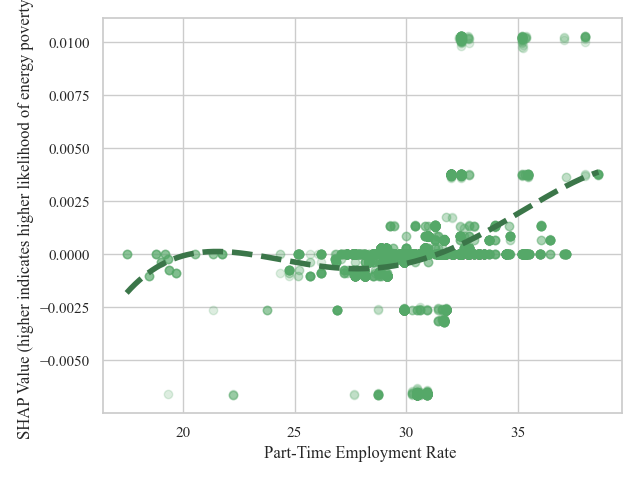 SHAP Value (higher indicates higher likelihood of energy poverty
0.0100
0.0075
0.0050
0.0025
0.0000
−0.0025
−0.0050
20 25 30 35
Part-Time Employment Rate